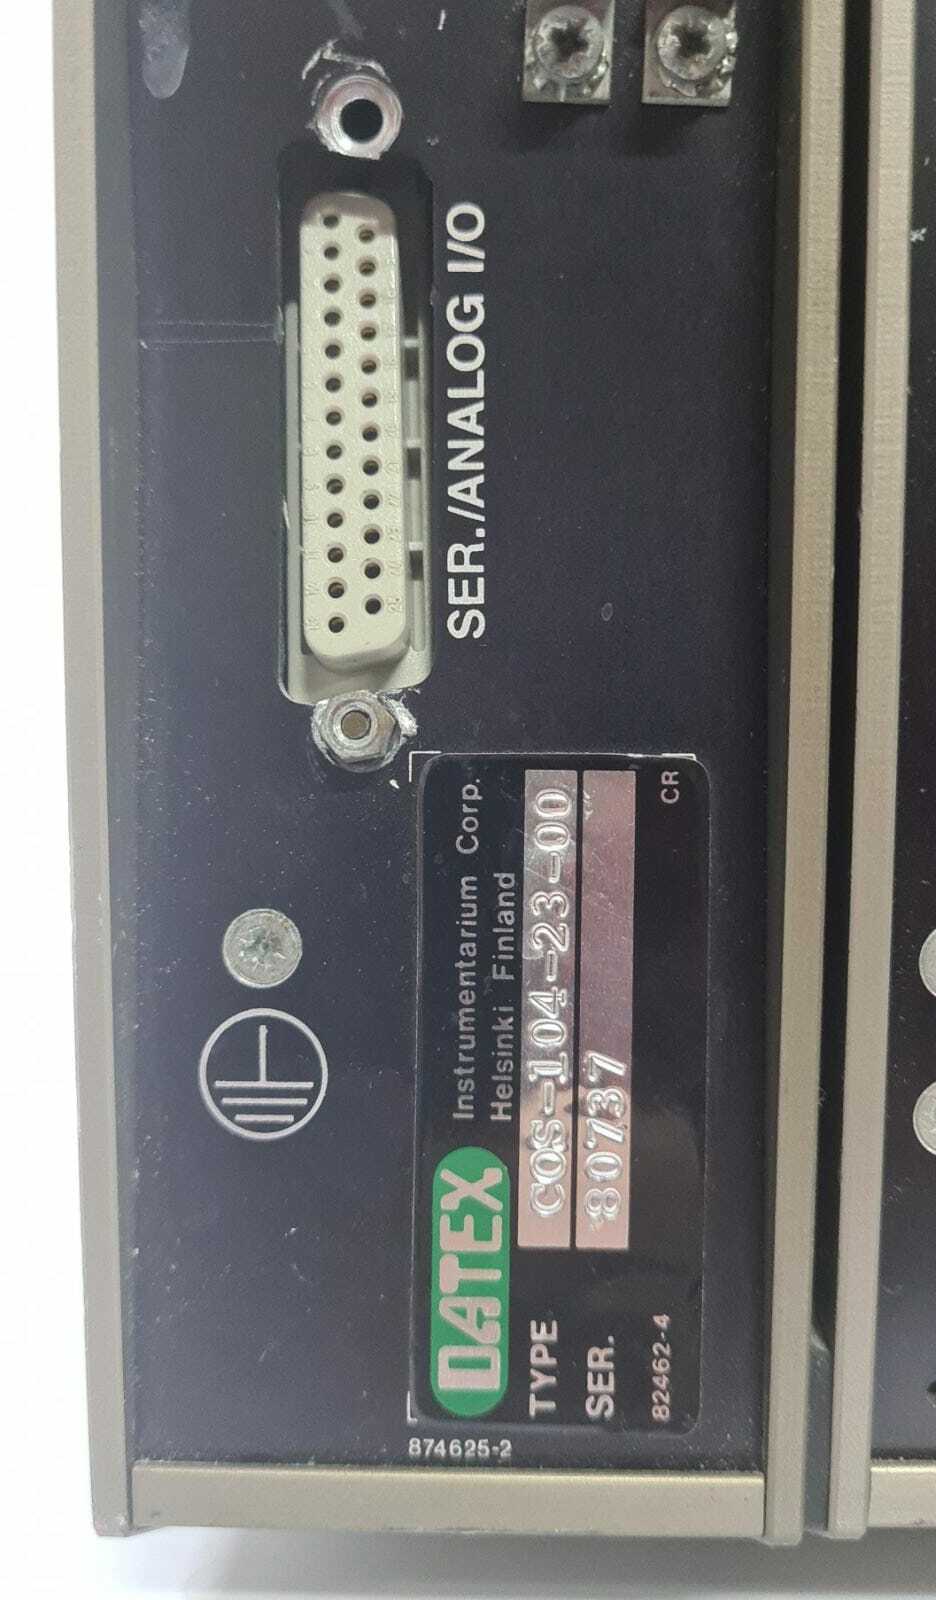 SER./ANALOG I/O
DATEX
Instrumentarium Corp.
Helsinki Finland
TYPE COS-104-23-00
SER. 80737
82462-4 CR
874625-2